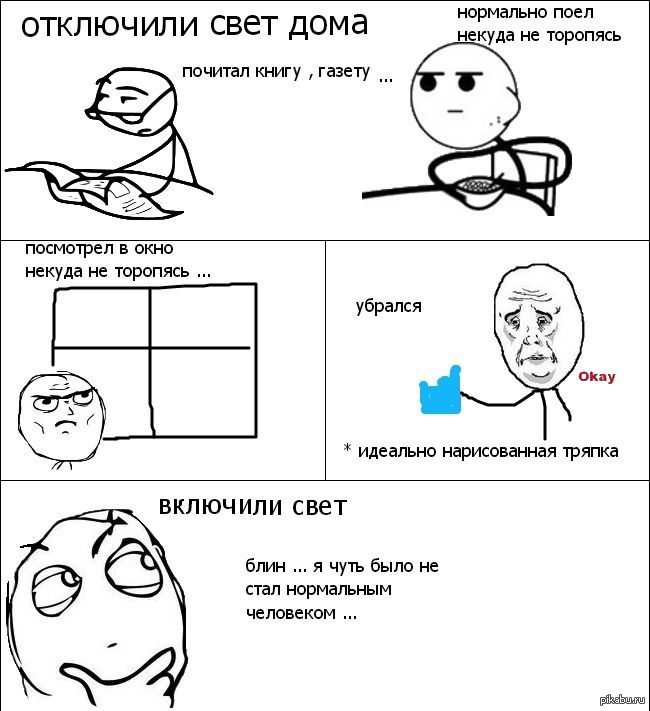 отключили свет дома
почитал книгу , газету ...
нормально поел
некуда не торопясь
посмотрел в окно
некуда не торопясь ...
убрался
Okay
* идеально нарисованная тряпка
включили свет
блин ... я чуть было не
стал нормальным
человеком ...
pikabu.ru